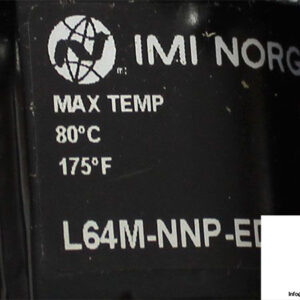 IMI NORG
MAX TEMP
80°C
175°F
L64M-NNP-ED